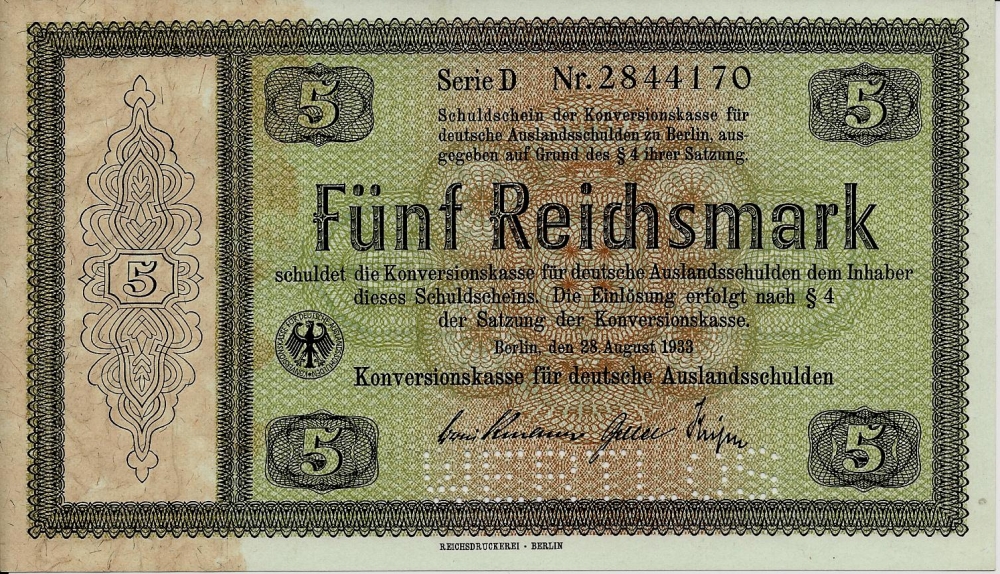 5
5
Serie D Nr. 2844170
Schuldschein der Konversionskasse für
deutsche Auslandsschulden zu Berlin, aus-
gegeben auf Grund des § 4 ihrer Satzung.
Fünf Reichsmark
5
schuldet die Konversionskasse für deutsche Auslandsschulden dem Inhaber
dieses Schuldscheins. Die Einlösung erfolgt nach § 4
der Satzung der Konversionskasse.
Berlin, den 28. August 1933
Konversionskasse für deutsche Auslandsschulden
5
5
WERTLOS
REICHSDRUCKEREI · BERLIN